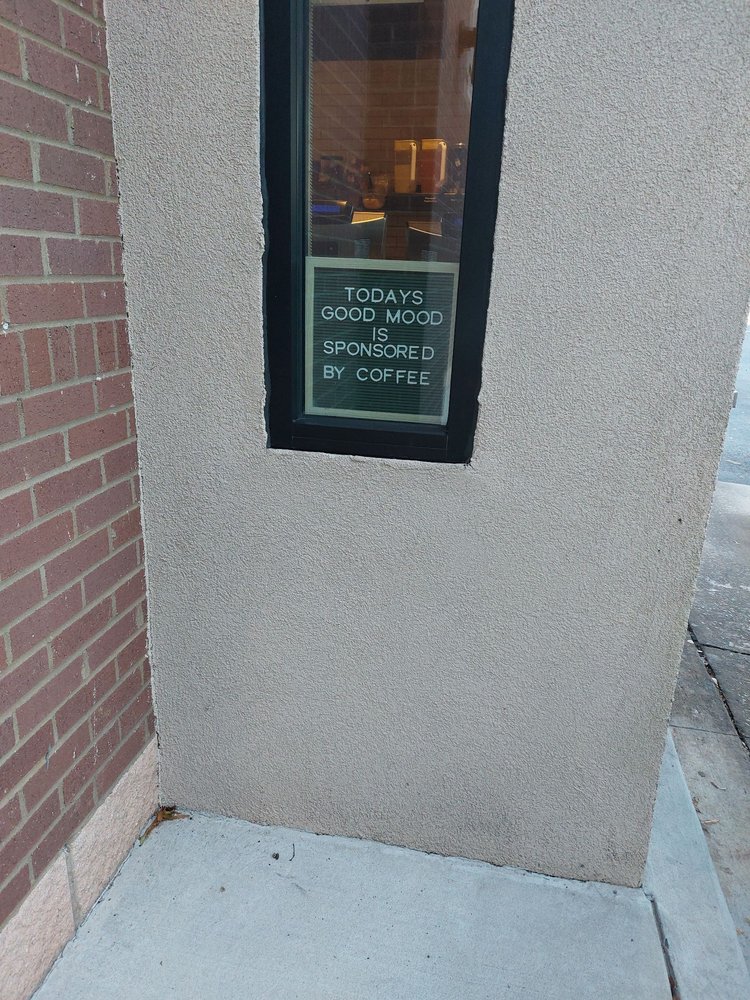 TODAYS
GOOD MOOD
IS
SPONSORED
BY COFFEE